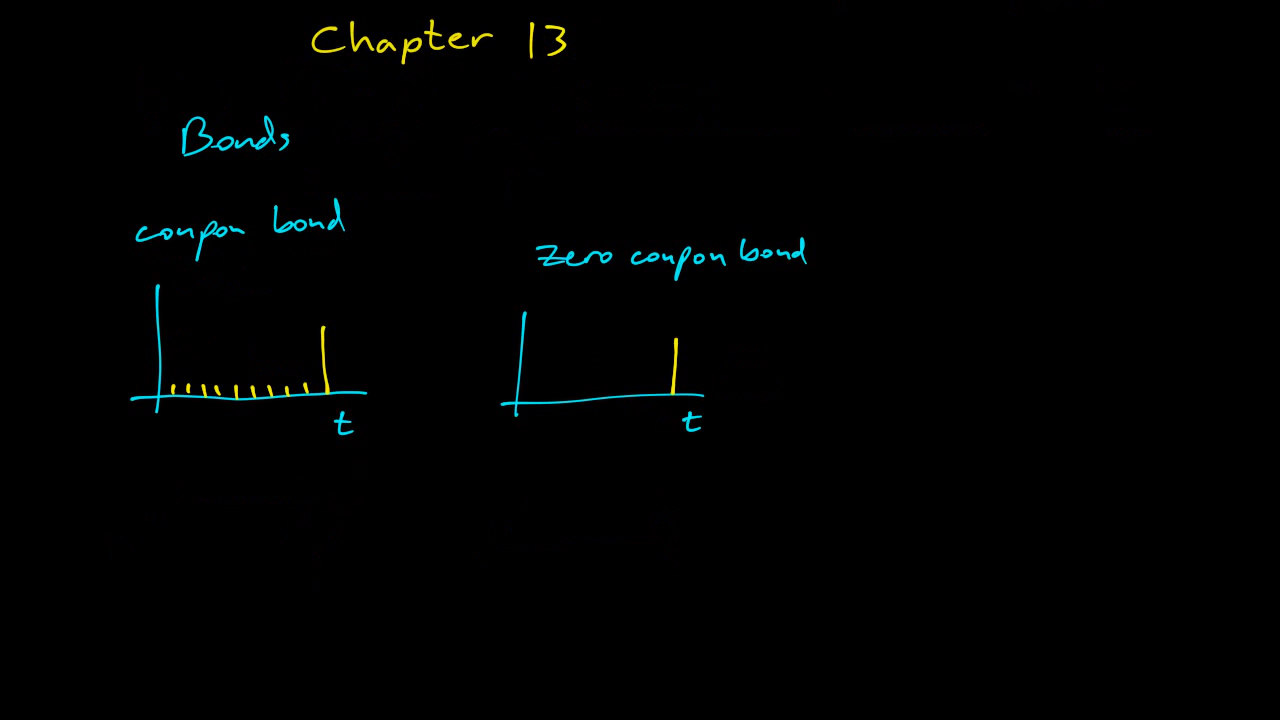 Chapter 13
Bonds
coupon bond
zero coupon bond
t
t